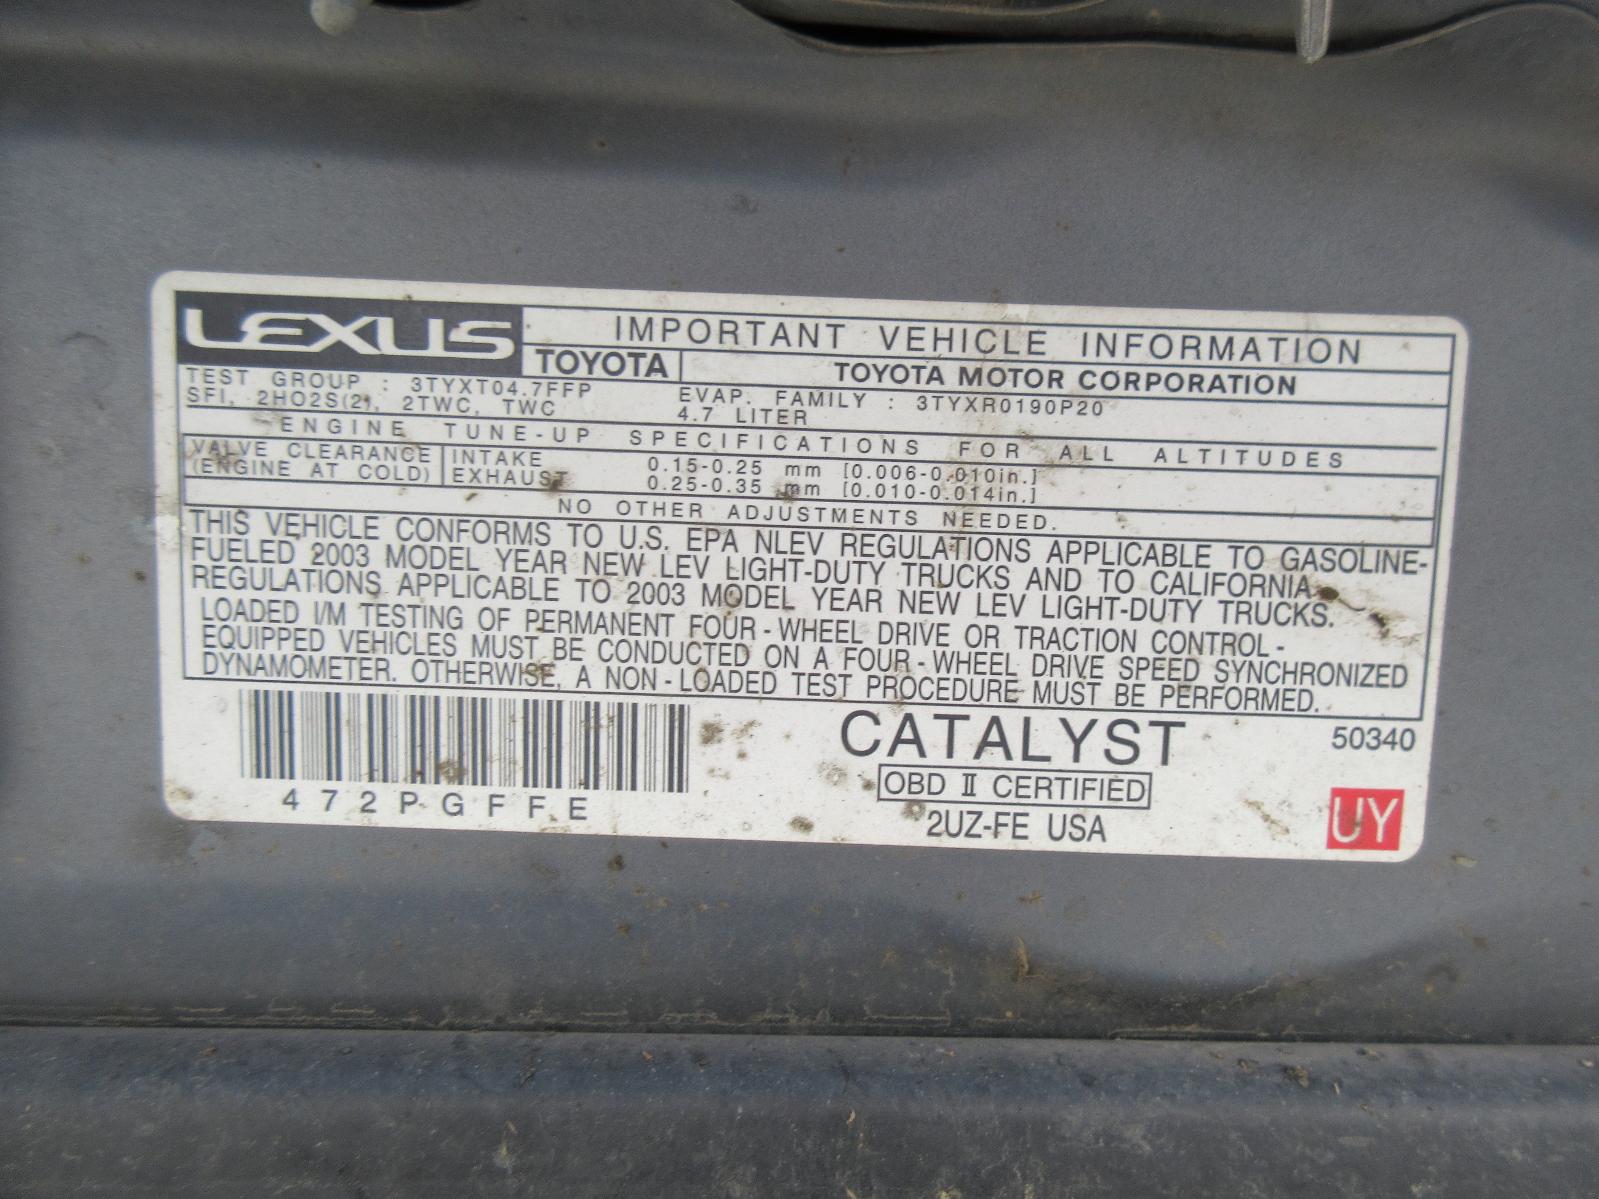 LEXUS IMPORTANT VEHICLE INFORMATION
TOYOTA TOYOTA MOTOR CORPORATION
TEST GROUP : 3TYXT04.7FFP EVAP. FAMILY : 3TYXR0190P20
SFI, 2HO2S(2), 2TWC, TWC 4.7 LITER
ENGINE TUNE-UP SPECIFICATIONS FOR ALL ALTITUDES
VALVE CLEARANCE INTAKE 0.15-0.25 mm [0.006-0.010in.]
(ENGINE AT COLD) EXHAUST 0.25-0.35 mm [0.010-0.014in.]
NO OTHER ADJUSTMENTS NEEDED.
THIS VEHICLE CONFORMS TO U.S. EPA NLEV REGULATIONS APPLICABLE TO GASOLINE-
FUELED 2003 MODEL YEAR NEW LEV LIGHT-DUTY TRUCKS AND TO CALIFORNIA
REGULATIONS APPLICABLE TO 2003 MODEL YEAR NEW LEV LIGHT-DUTY TRUCKS.
LOADED I/M TESTING OF PERMANENT FOUR-WHEEL DRIVE OR TRACTION CONTROL-
EQUIPPED VEHICLES MUST BE CONDUCTED ON A FOUR-WHEEL DRIVE SPEED SYNCHRONIZED
DYNAMOMETER. OTHERWISE, A NON-LOADED TEST PROCEDURE MUST BE PERFORMED.
CATALYST 50340
OBD II CERTIFIED
472PGFFE 2UZ-FE USA UY